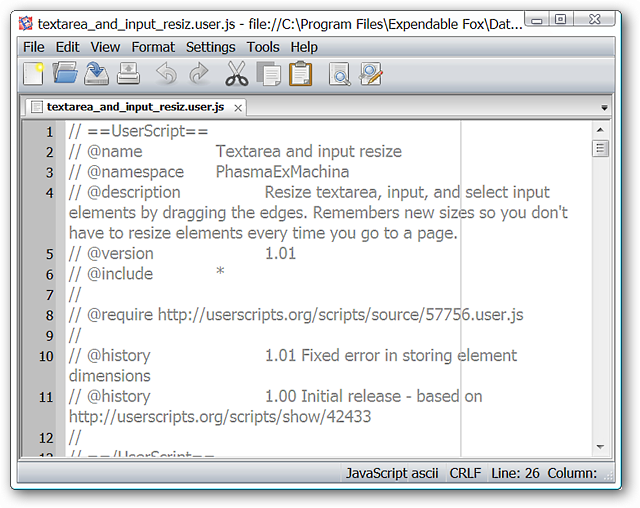 textarea_and_input_resiz.user.js - file://C:\Program Files\Expendable Fox\Dat...
File Edit View Format Settings Tools Help
textarea_and_input_resiz.user.js
1 // ==UserScript==
2 // @name Textarea and input resize
3 // @namespace PhasmaExMachina
4 // @description Resize textarea, input, and select input
elements by dragging the edges. Remembers new sizes so you don't
have to resize elements every time you go to a page.
5 // @version 1.01
6 // @include *
7 //
8 // @require http://userscripts.org/scripts/source/57756.user.js
9 //
10 // @history 1.01 Fixed error in storing element
dimensions
11 // @history 1.00 Initial release - based on
http://userscripts.org/scripts/show/42433
12 //
13 // ==/UserScript==
JavaScript ascii CRLF Line: 26 Column: